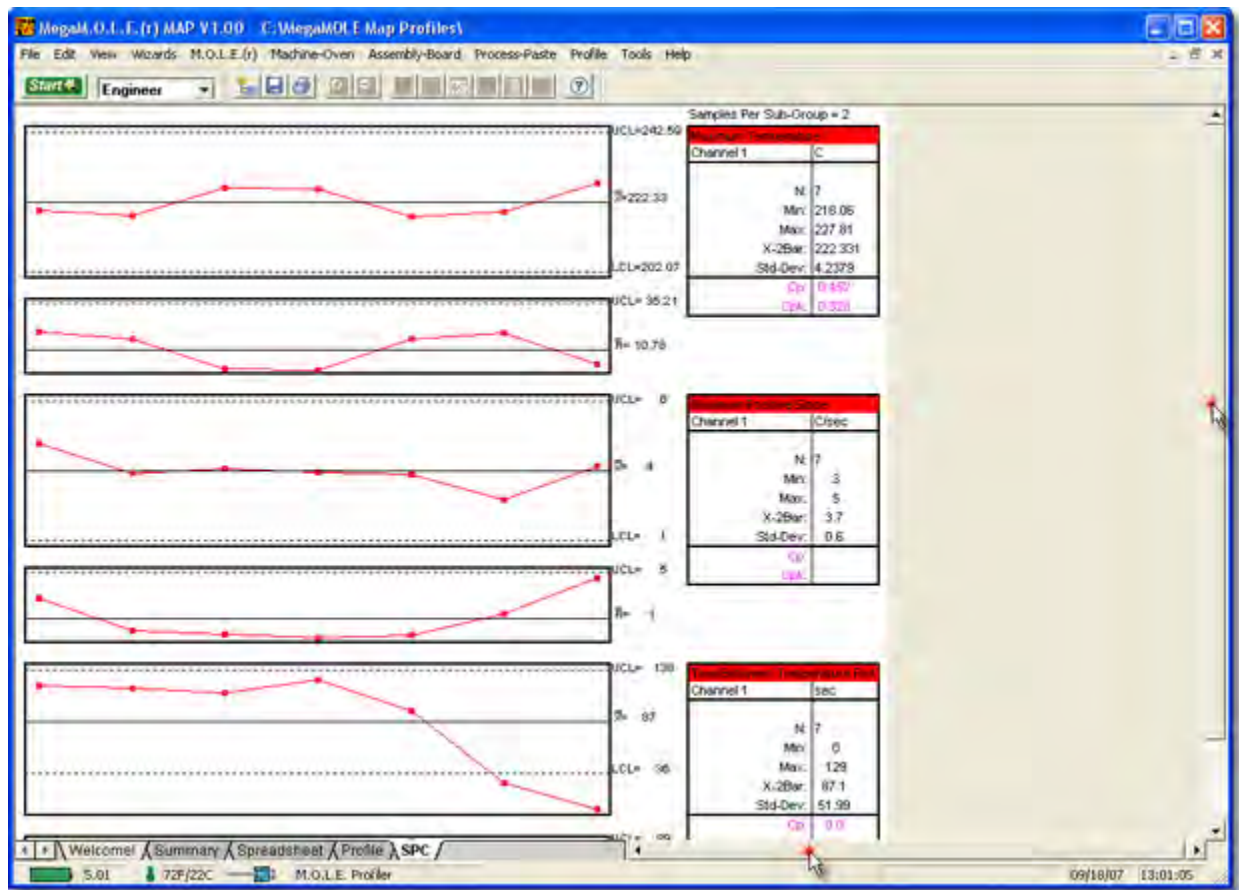 MegaM.O.L.E.(r) MAP V1.00 C:\MegaMOLE Map Profiles\
File Edit View Wizards M.O.L.E.(r) Machine-Oven Assembly-Board Process-Paste Profile Tools Help
Start Engineer
Samples Per Sub-Group = 2
UCL=242.59
=222.33
LCL=202.07
Maximum Temperature
Channel 1 C
N: 7
Min: 218.06
Max: 227.81
X-2Bar: 222.331
Std-Dev: 4.2379
Cp:
Cpk:
UCL= 35.21
R= 10.78
UCL= 8
= 4
LCL= 1
Channel 1 C/sec
N: 7
Min: 3
Max: 5
X-2Bar: 3.7
Std-Dev: 0.6
Cp:
Cpk:
UCL= 5
R= 1
UCL= 138
= 87
LCL= 36
Channel 1 sec
N: 7
Min: 0
Max: 129
X-2Bar: 87.1
Std-Dev: 51.99
Cp: 0.0
Welcome! Summary Spreadsheet Profile SPC
5.01 72F/22C M.O.L.E. Profiler 09/18/07 13:01:05